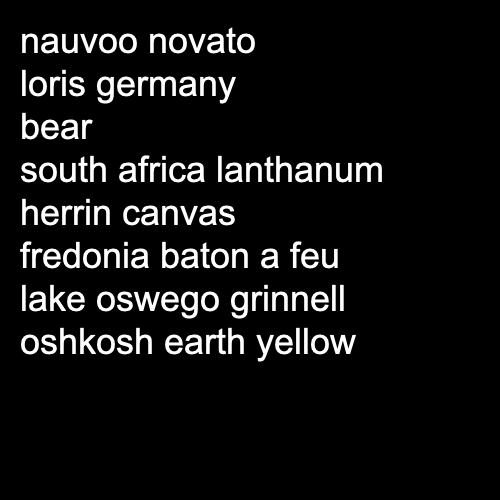 nauvoo novato
loris germany
bear
south africa lanthanum
herrin canvas
fredonia baton a feu
lake oswego grinnell
oshkosh earth yellow